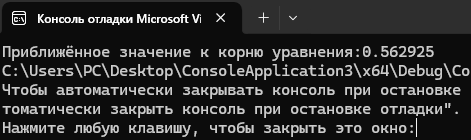 Консоль отладки Microsoft Vi
Приближённое значение к корню уравнения:0.562925
C:\Users\PC\Desktop\ConsoleApplication3\x64\Debug\Co
Чтобы автоматически закрывать консоль при остановке
томатически закрыть консоль при остановке отладки".
Нажмите любую клавишу, чтобы закрыть это окно: